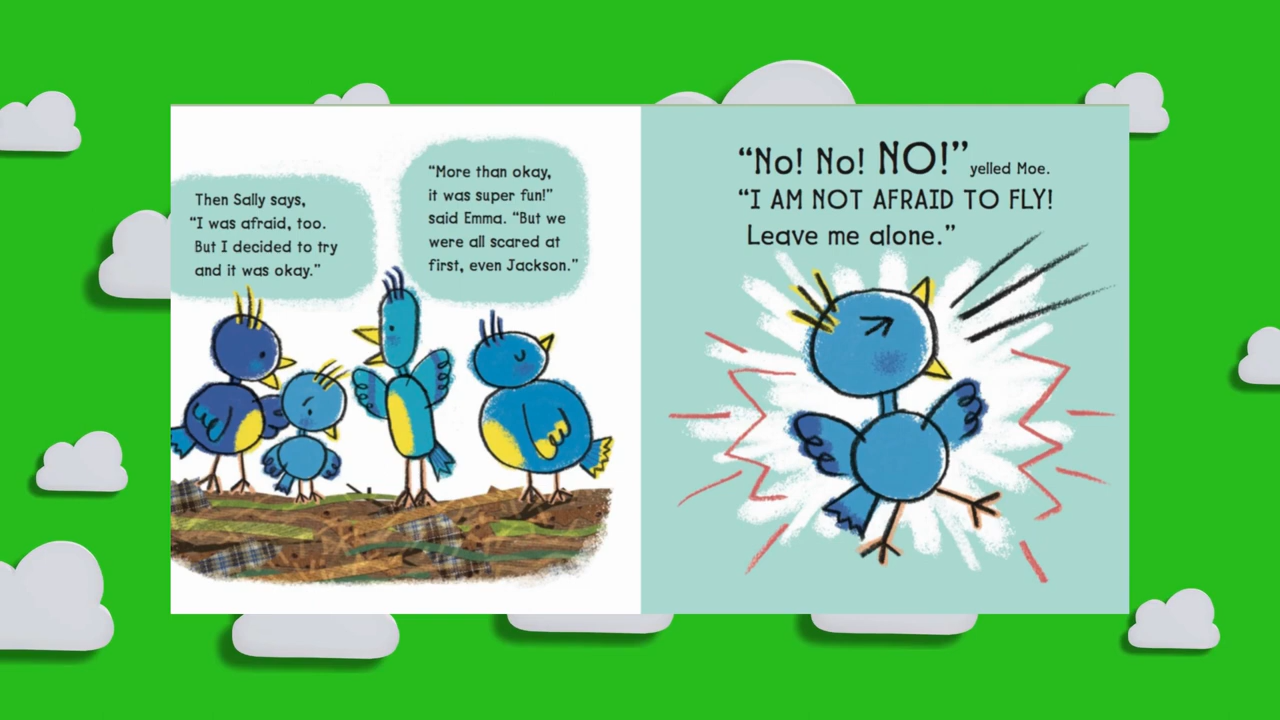 Then Sally says,
“I was afraid, too.
But I decided to try
and it was okay.”
“More than okay,
it was super fun!”
said Emma. “But we
were all scared at
first, even Jackson.”
“No! No! NO!” yelled Moe.
“I AM NOT AFRAID TO FLY!
Leave me alone.”